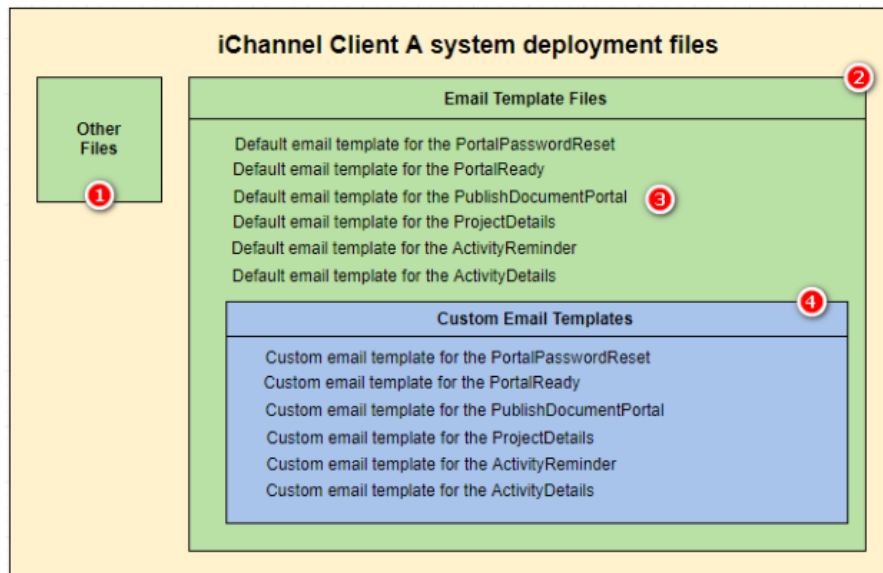 iChannel Client A system deployment files
2
Email Template Files
Other
Files
1
Default email template for the PortalPasswordReset
Default email template for the PortalReady
Default email template for the PublishDocumentPortal
3
Default email template for the ProjectDetails
Default email template for the ActivityReminder
Default email template for the ActivityDetails
4
Custom Email Templates
Custom email template for the PortalPasswordReset
Custom email template for the PortalReady
Custom email template for the PublishDocumentPortal
Custom email template for the ProjectDetails
Custom email template for the ActivityReminder
Custom email template for the ActivityDetails